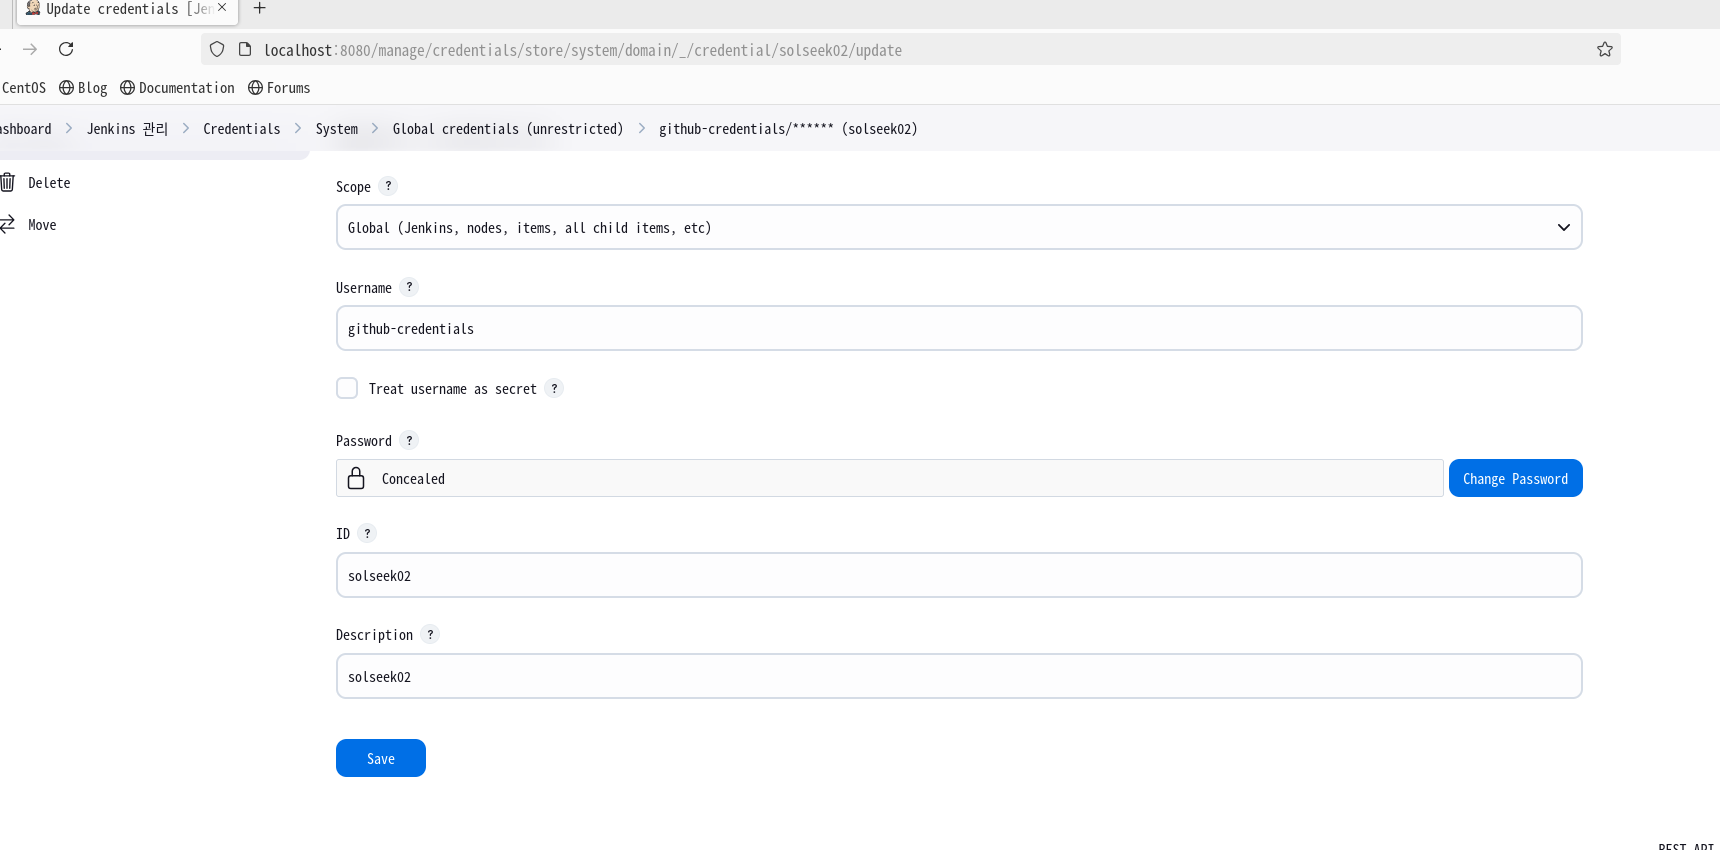 Update credentials [Jen
localhost:8080/manage/credentials/store/system/domain/_/credential/solseek02/update
CentOS Blog Documentation Forums
ashboard Jenkins 관리 Credentials System Global credentials (unrestricted) github-credentials/****** (solseek02)
Delete
Move
Scope ?
Global (Jenkins, nodes, items, all child items, etc)
Username ?
github-credentials
Treat username as secret ?
Password ?
Concealed
Change Password
ID ?
solseek02
Description ?
solseek02
Save
REST API